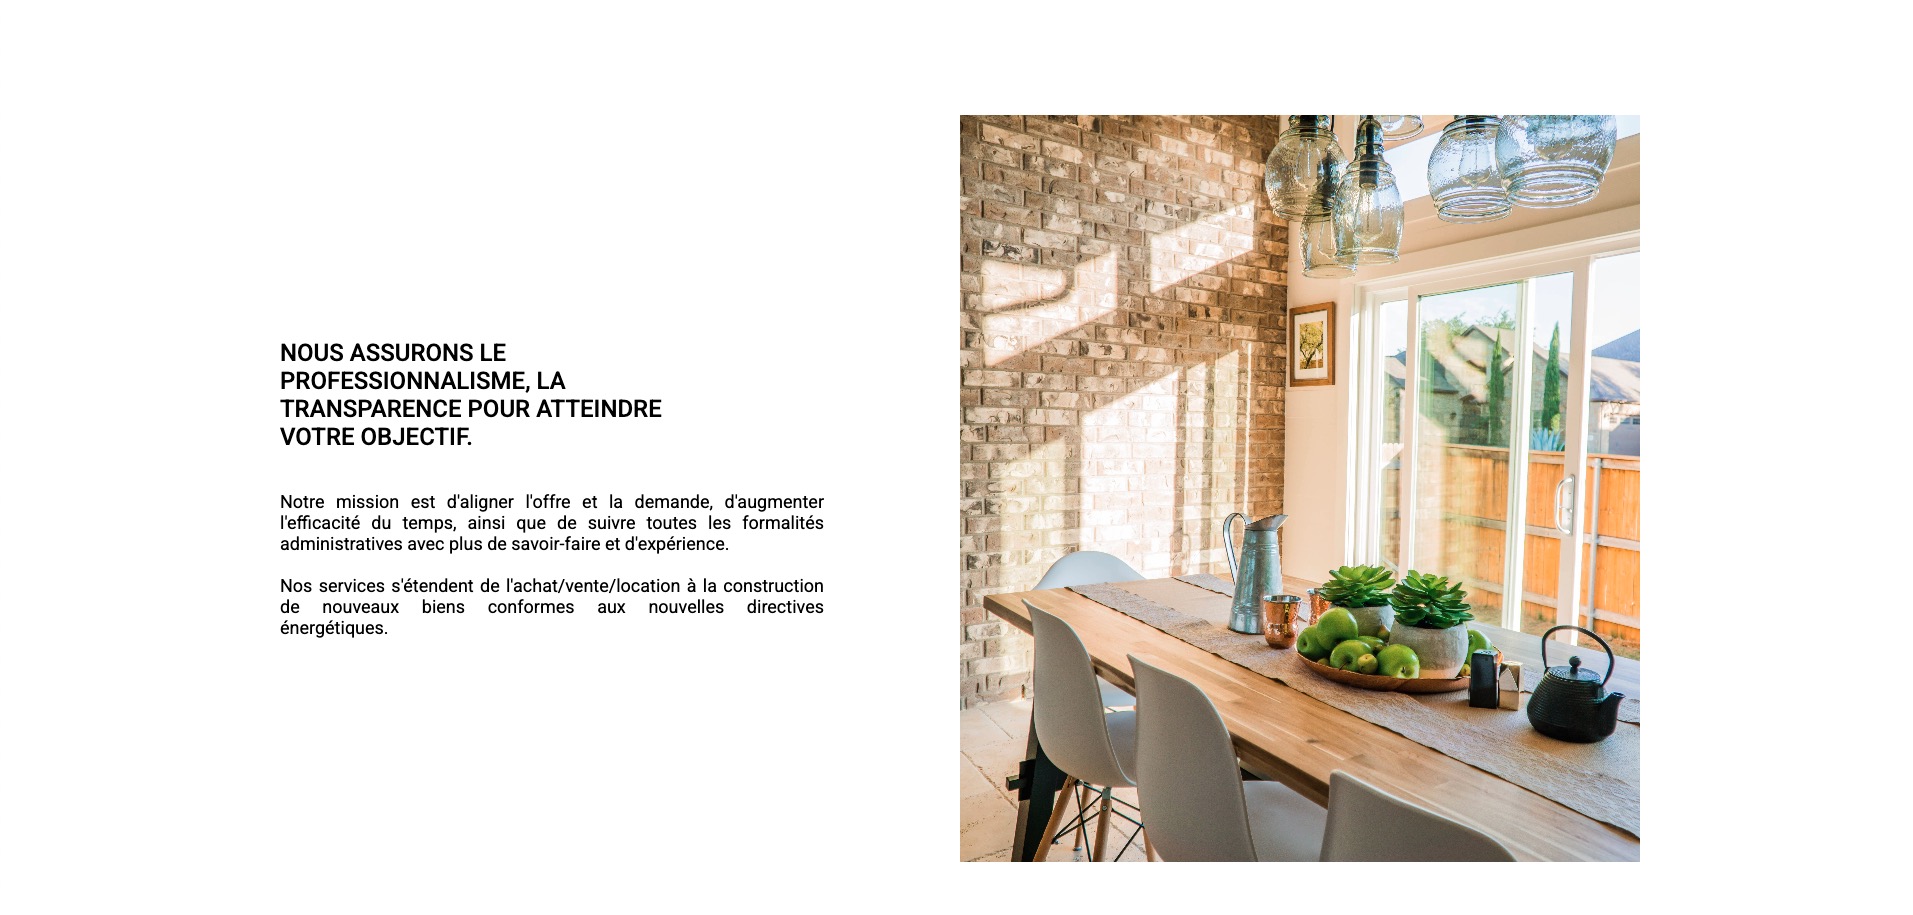 NOUS ASSURONS LE
PROFESSIONNALISME, LA
TRANSPARENCE POUR ATTEINDRE
VOTRE OBJECTIF.
Notre mission est d'aligner l'offre et la demande, d'augmenter
l'efficacité du temps, ainsi que de suivre toutes les formalités
administratives avec plus de savoir-faire et d'expérience.
Nos services s'étendent de l'achat/vente/location à la construction
de nouveaux biens conformes aux nouvelles directives
énergétiques.